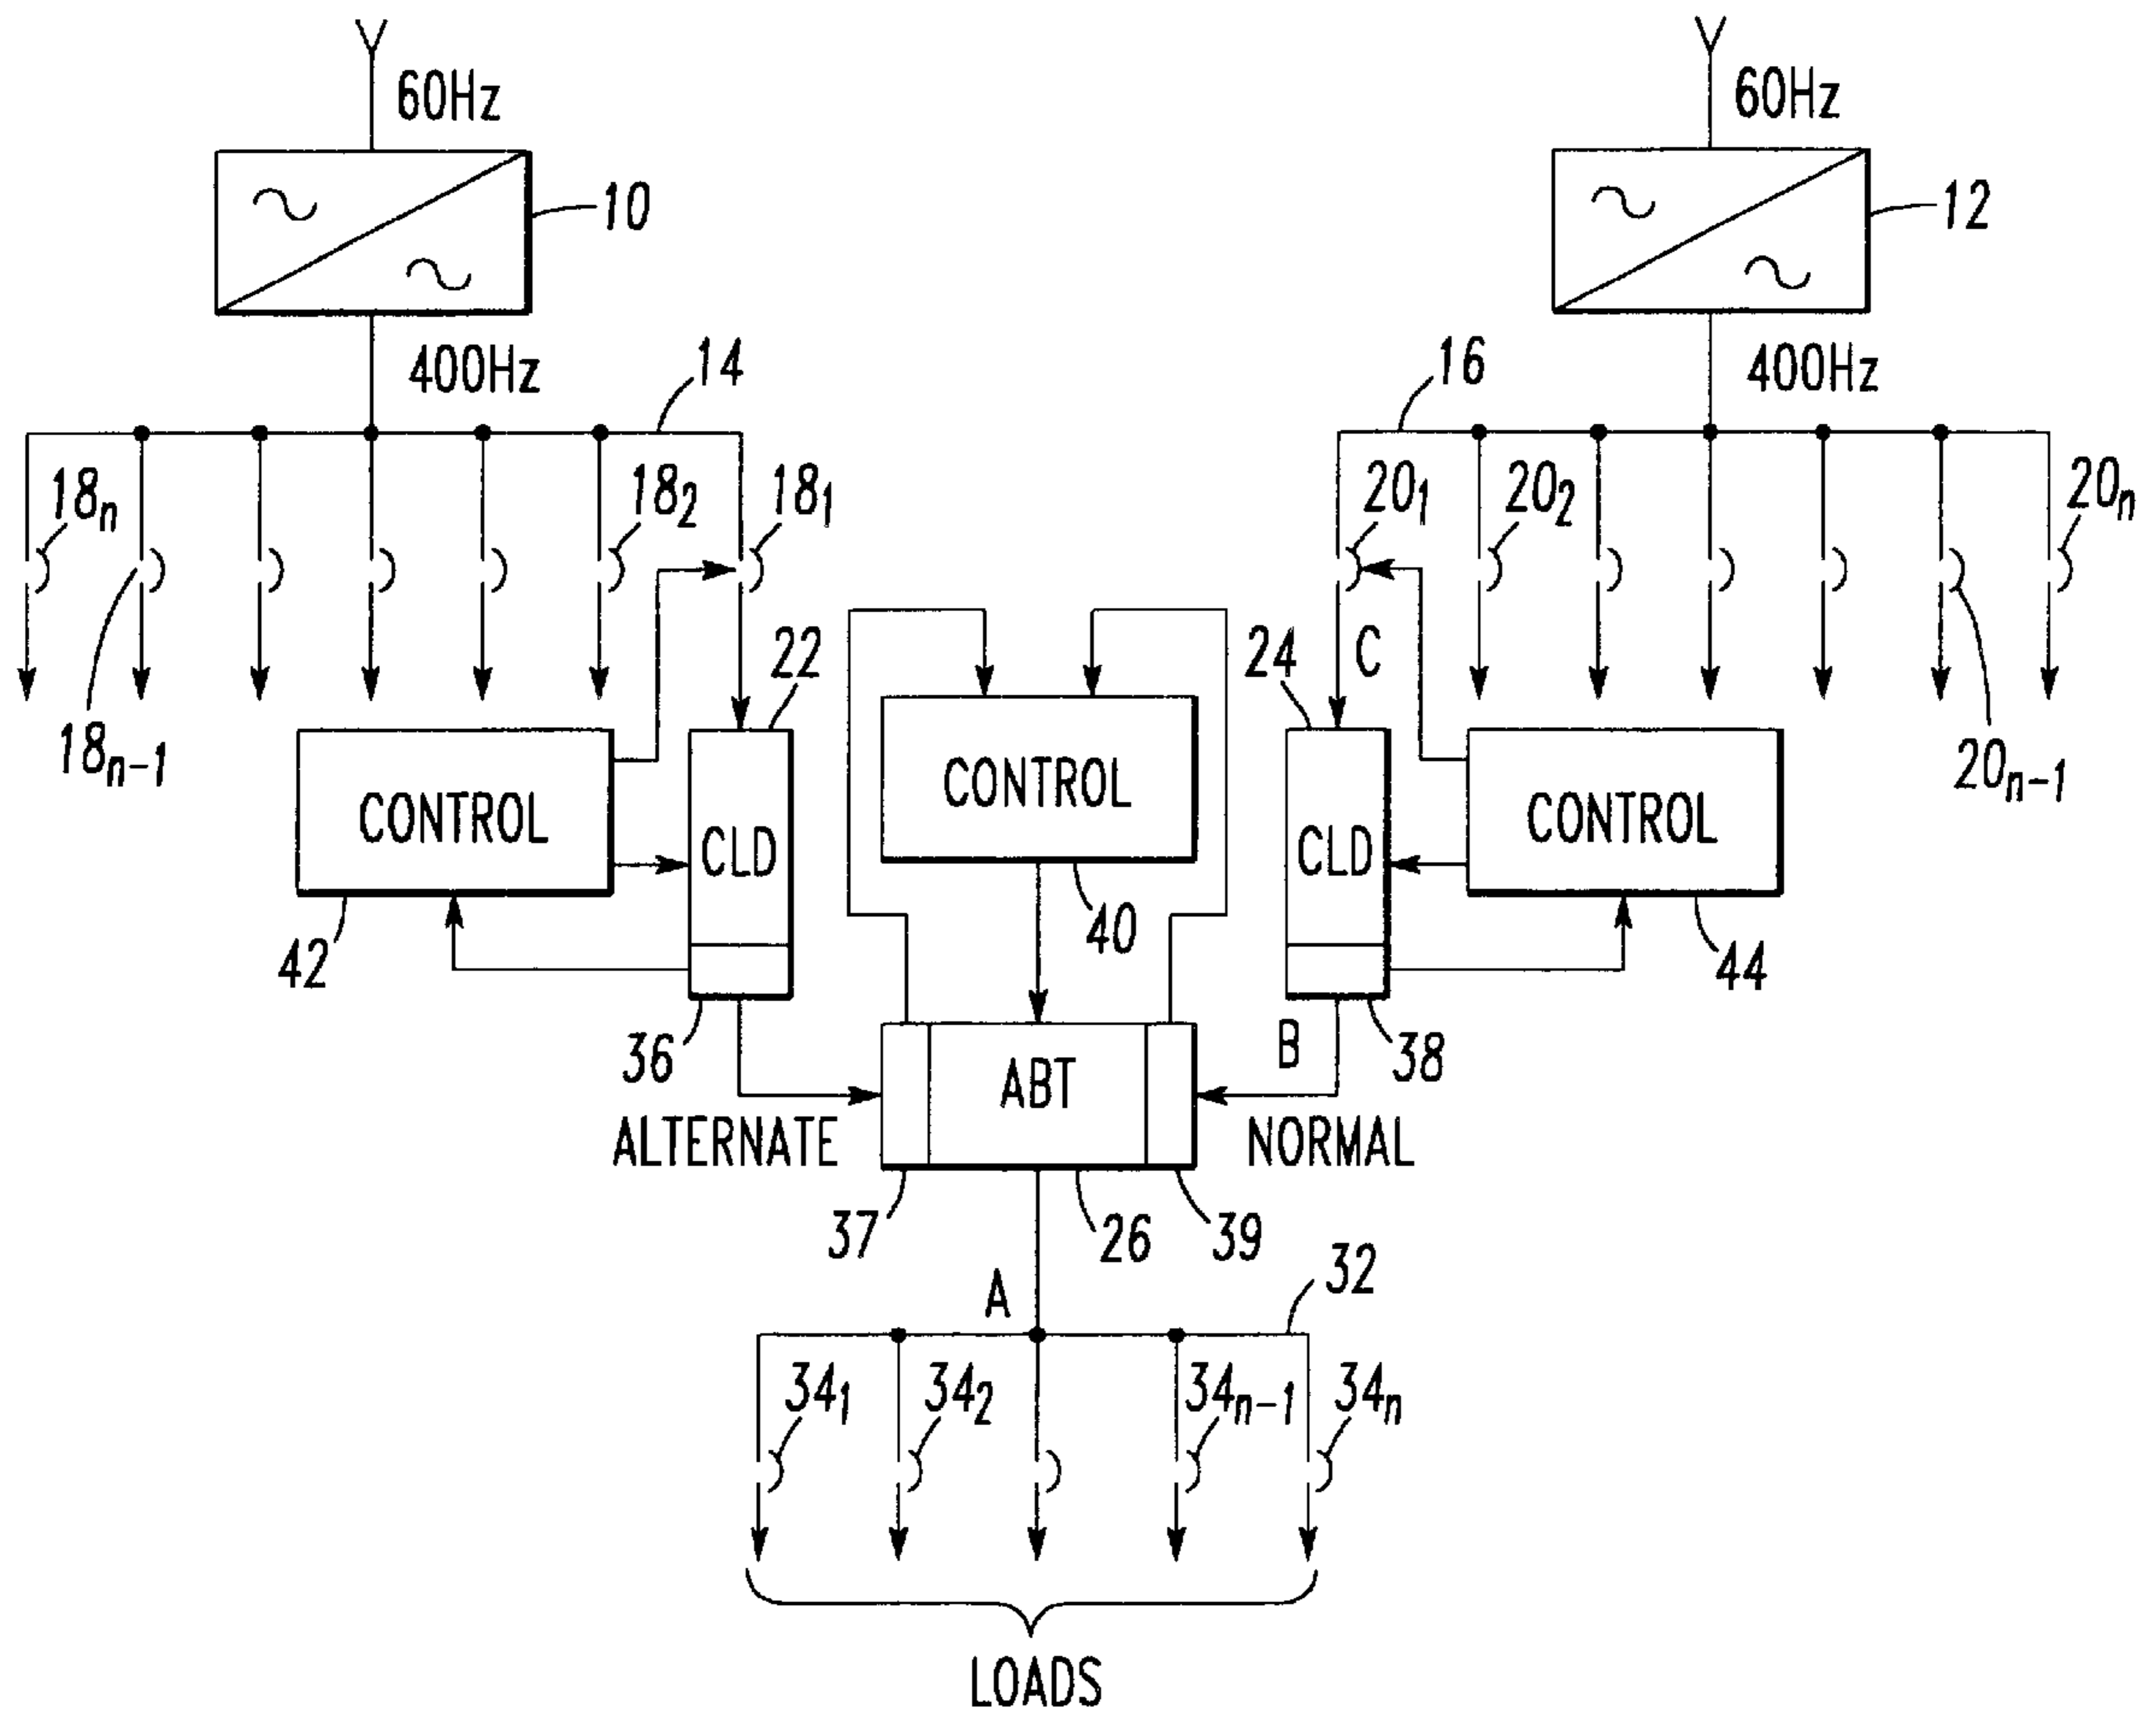 60Hz
60Hz
10
12
400Hz
14
16
400Hz
18n
182
181
201
202
20n
18n-1
22
24
C
20n-1
CONTROL
CLD
CONTROL
CLD
CONTROL
42
40
44
36
ABT
B
38
ALTERNATE
NORMAL
37
26
39
A
32
341
342
34n-1
34n
LOADS